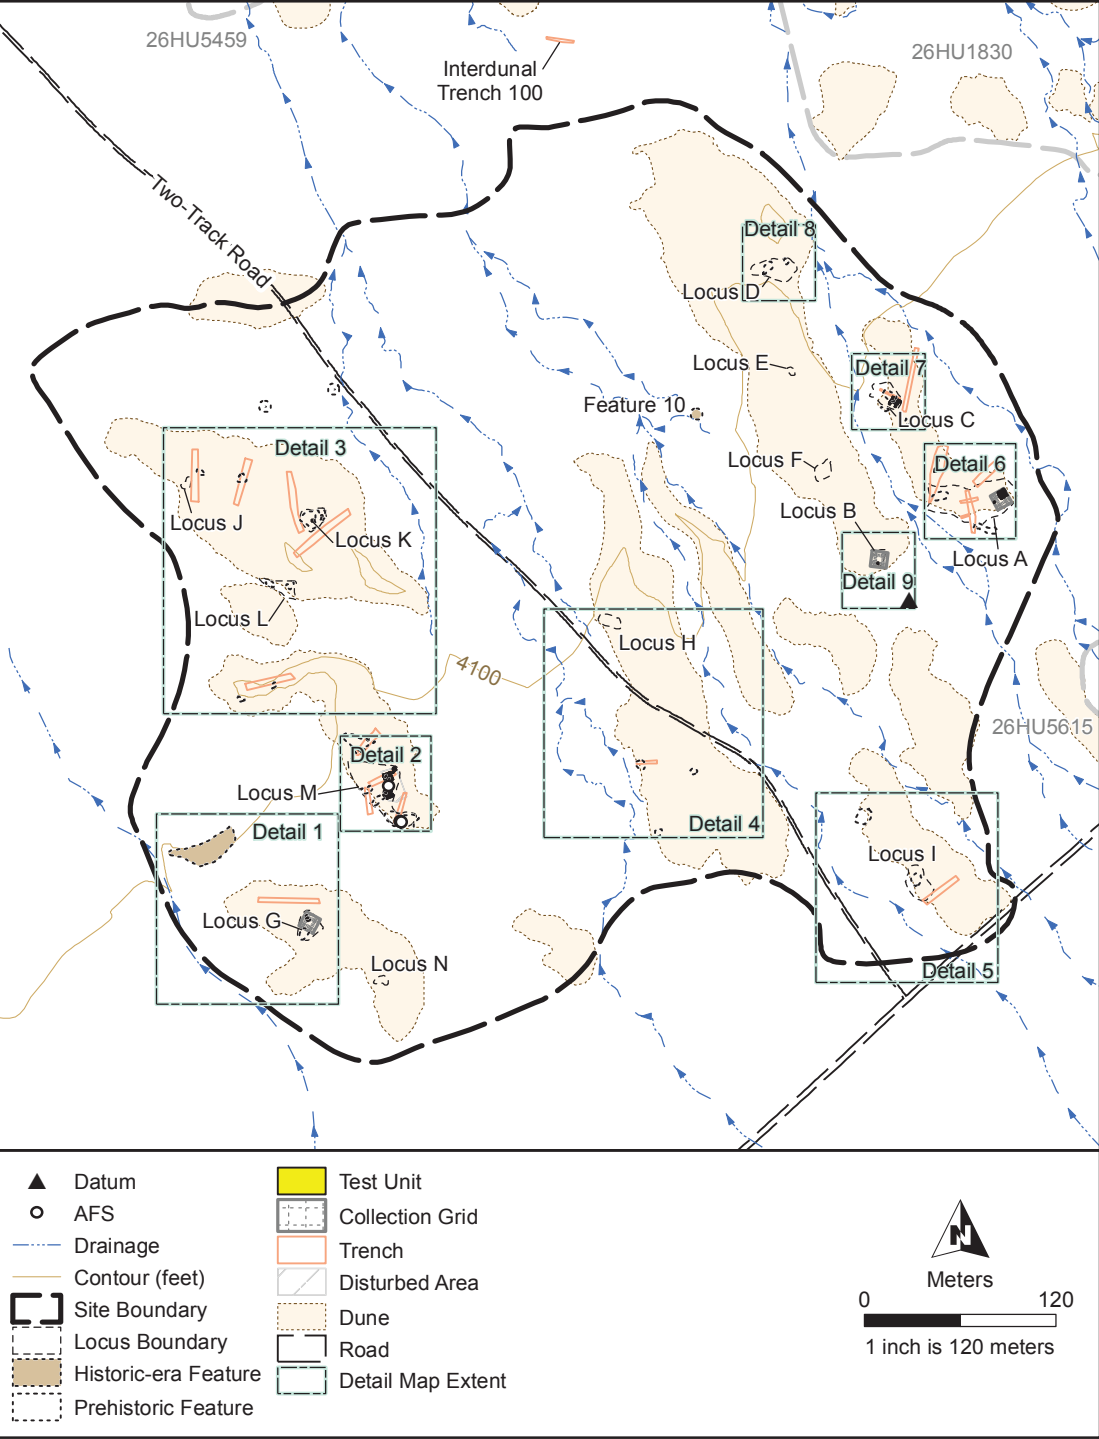 26HU5459
26HU1830
Interdunal
Trench 100
Two-Track Road
Detail 8
Locus D
Locus E
Detail 7
Feature 10
Locus C
Detail 3
Locus F
Detail 6
Locus J
Locus K
Locus B
Locus A
Detail 9
Locus L
Locus H
4100
26HU5615
Detail 2
Locus M
Detail 1
Detail 4
Locus I
Locus G
Locus N
Detail 5
Datum
AFS
Drainage
Contour (feet)
Site Boundary
Locus Boundary
Historic-era Feature
Prehistoric Feature
Test Unit
Collection Grid
Trench
Disturbed Area
Dune
Road
Detail Map Extent
N
Meters
0 120
1 inch is 120 meters